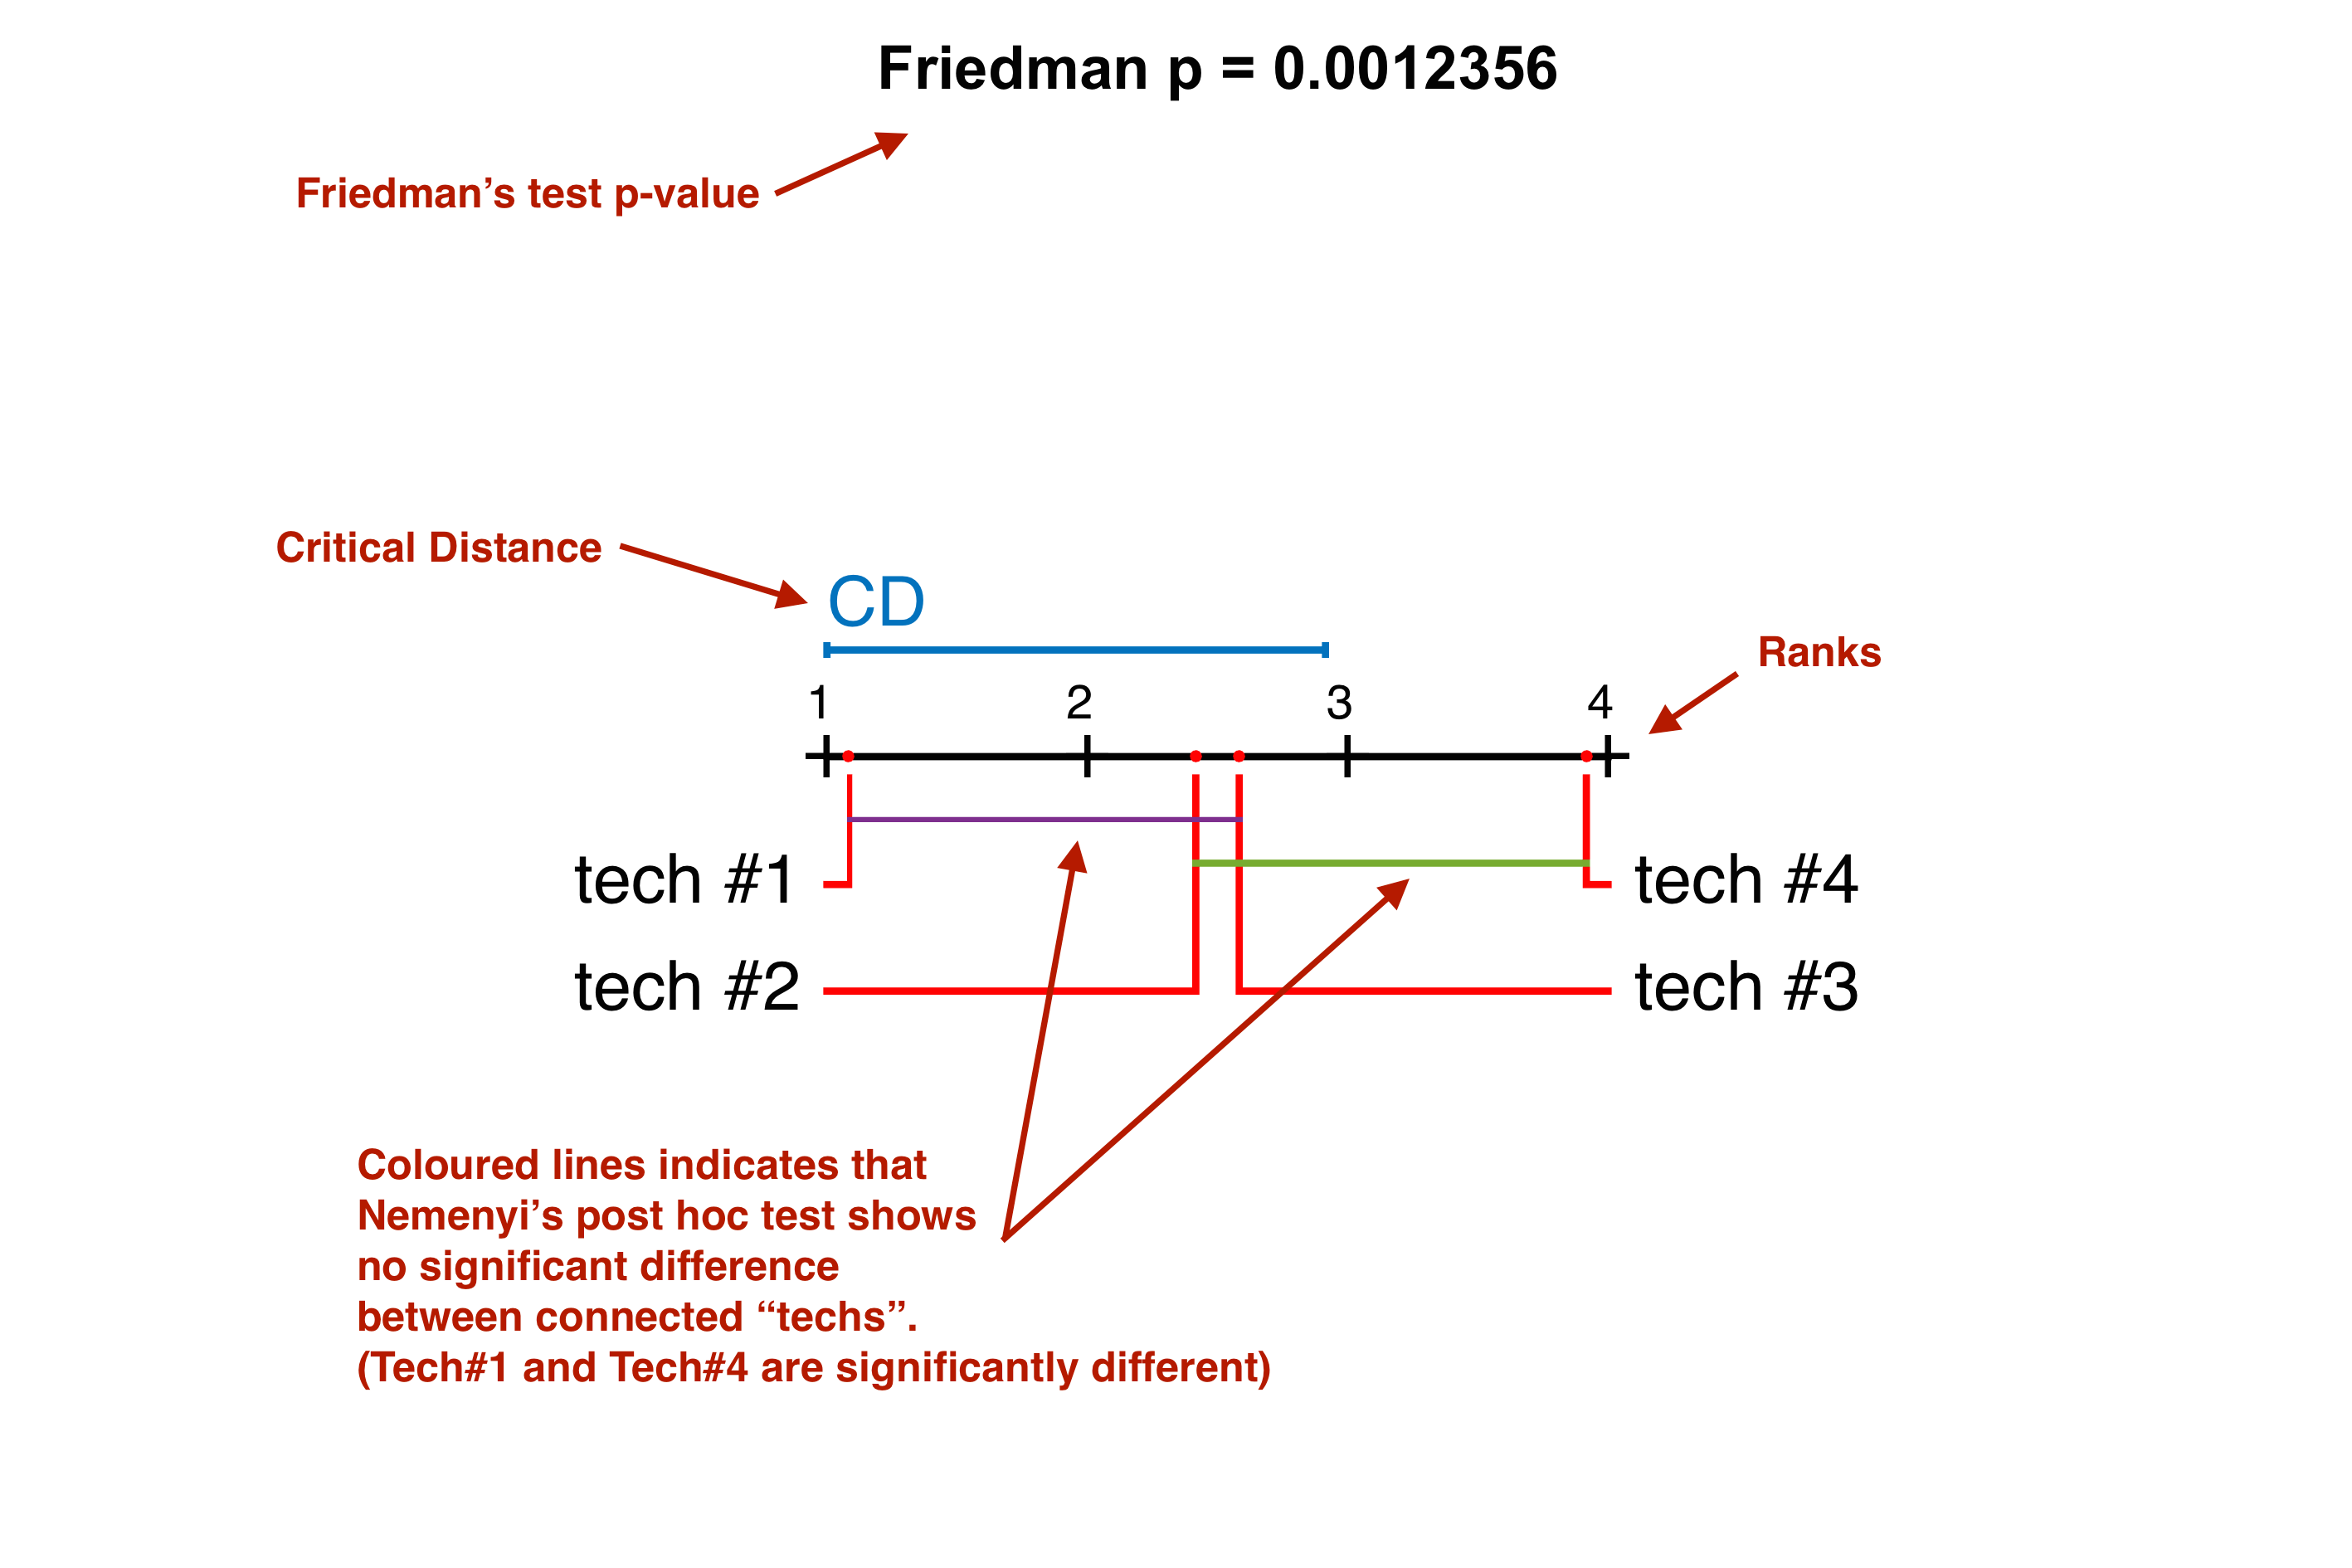 Friedman p = 0.0012356
Friedman’s test p-value
Critical Distance
CD
Ranks
1 2 3 4
tech #1 tech #4
tech #2 tech #3
Coloured lines indicates that
Nemenyi’s post hoc test shows
no significant difference
between connected “techs”.
(Tech#1 and Tech#4 are significantly different)